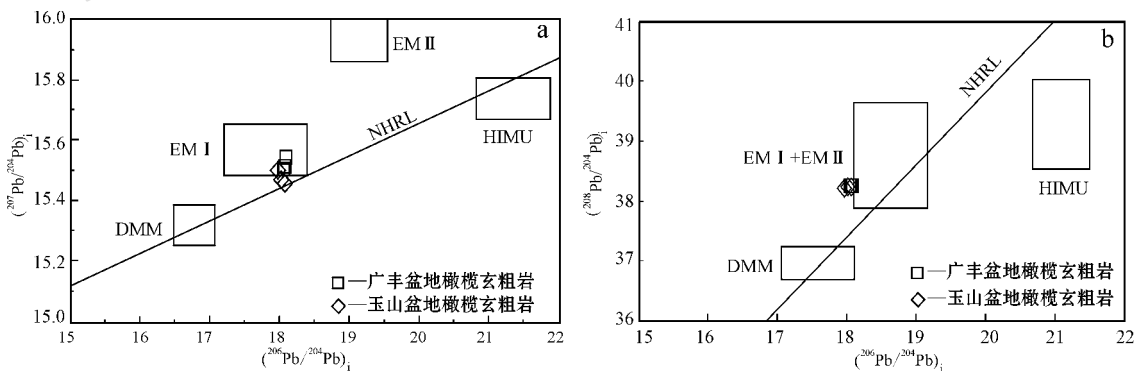 a
16.0
15.8
15.6
15.4
15.2
15.0
(²⁰⁷Pb/²⁰⁴Pb)ᵢ
EM Ⅱ
NHRL
HIMU
EM Ⅰ
DMM
□—广丰盆地橄榄玄粗岩
◇—玉山盆地橄榄玄粗岩
15 16 17 18 19 20 21 22
(²⁰⁶Pb/²⁰⁴Pb)ᵢ
b
41
40
39
38
37
36
(²⁰⁸Pb/²⁰⁴Pb)ᵢ
NHRL
EM Ⅰ+EM Ⅱ
HIMU
DMM
□—广丰盆地橄榄玄粗岩
◇—玉山盆地橄榄玄粗岩
15 16 17 18 19 20 21 22
(²⁰⁶Pb/²⁰⁴Pb)ᵢ